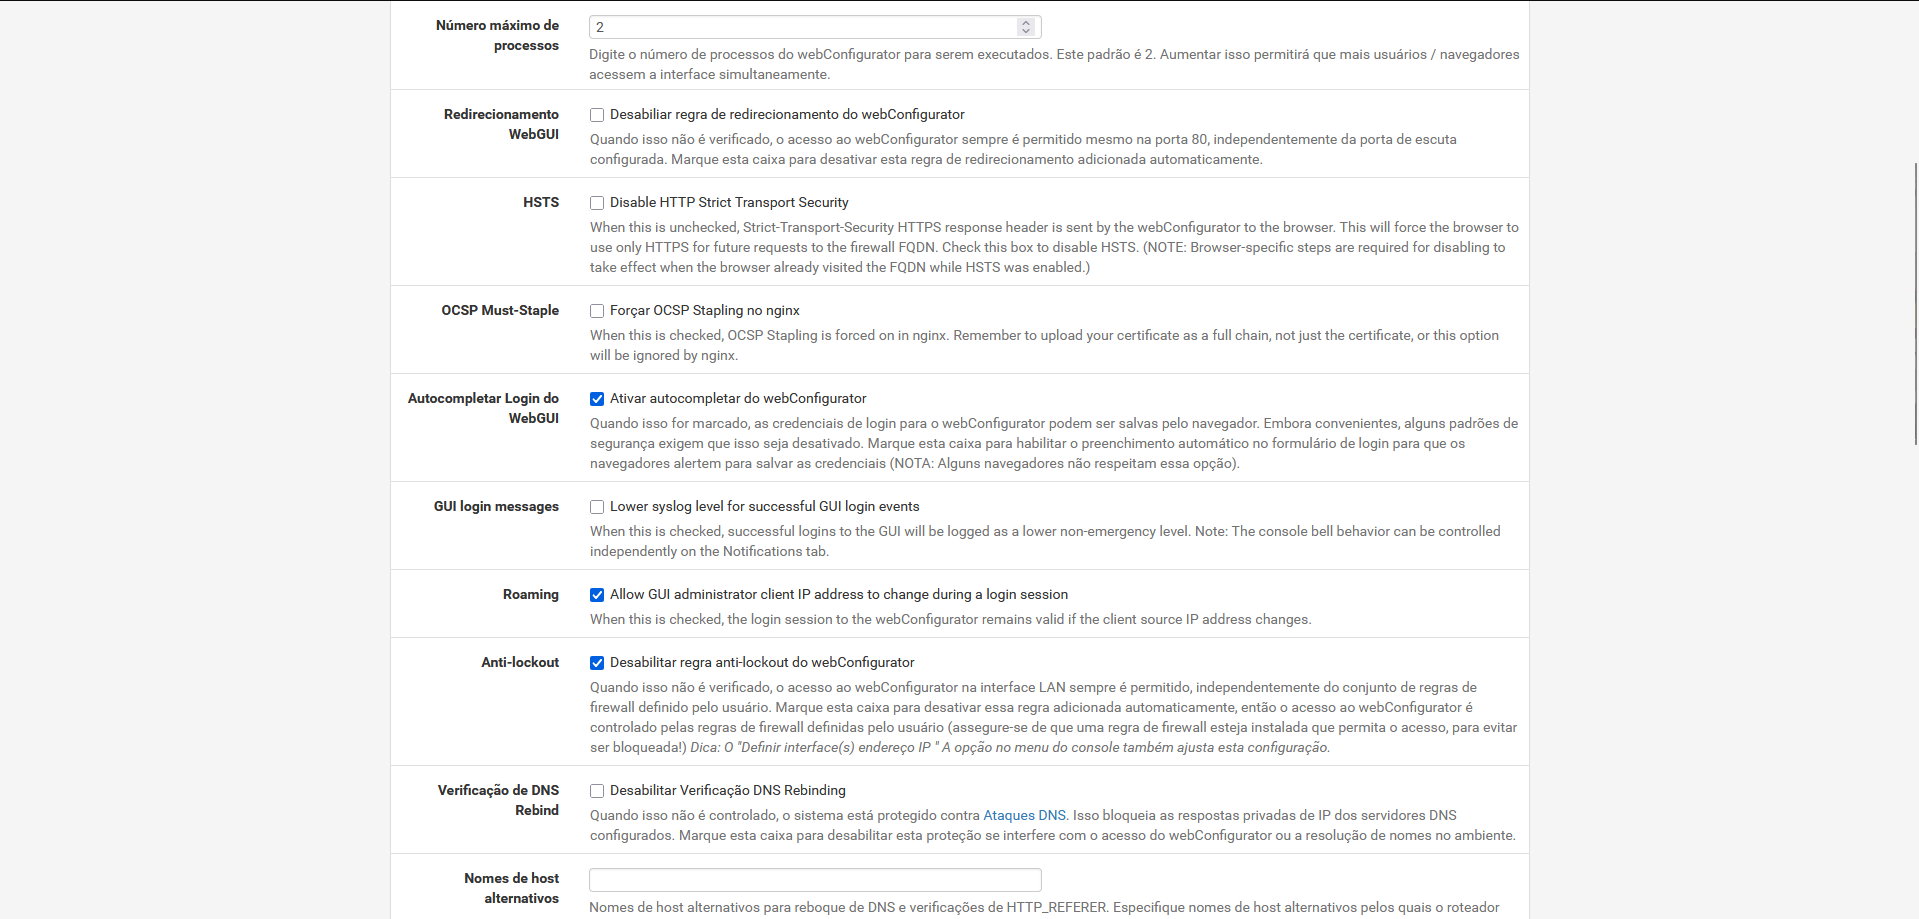 Número máximo de
processos
2
Digite o número de processos do webConfigurator para serem executados. Este padrão é 2. Aumentar isso permitirá que mais usuários / navegadores
acessem a interface simultaneamente.
Redirecionamento
WebGUI
Desabiliar regra de redirecionamento do webConfigurator
Quando isso não é verificado, o acesso ao webConfigurator sempre é permitido mesmo na porta 80, independentemente da porta de escuta
configurada. Marque esta caixa para desativar esta regra de redirecionamento adicionada automaticamente.
HSTS
Disable HTTP Strict Transport Security
When this is unchecked, Strict-Transport-Security HTTPS response header is sent by the webConfigurator to the browser. This will force the browser to
use only HTTPS for future requests to the firewall FQDN. Check this box to disable HSTS. (NOTE: Browser-specific steps are required for disabling to
take effect when the browser already visited the FQDN while HSTS was enabled.)
OCSP Must-Staple
Forçar OCSP Stapling no nginx
When this is checked, OCSP Stapling is forced on in nginx. Remember to upload your certificate as a full chain, not just the certificate, or this option
will be ignored by nginx.
Autocompletar Login do
WebGUI
Ativar autocompletar do webConfigurator
Quando isso for marcado, as credenciais de login para o webConfigurator podem ser salvas pelo navegador. Embora convenientes, alguns padrões de
segurança exigem que isso seja desativado. Marque esta caixa para habilitar o preenchimento automático no formulário de login para que os
navegadores alertem para salvar as credenciais (NOTA: Alguns navegadores não respeitam essa opção).
GUI login messages
Lower syslog level for successful GUI login events
When this is checked, successful logins to the GUI will be logged as a lower non-emergency level. Note: The console bell behavior can be controlled
independently on the Notifications tab.
Roaming
Allow GUI administrator client IP address to change during a login session
When this is checked, the login session to the webConfigurator remains valid if the client source IP address changes.
Anti-lockout
Desabilitar regra anti-lockout do webConfigurator
Quando isso não é verificado, o acesso ao webConfigurator na interface LAN sempre é permitido, independentemente do conjunto de regras de
firewall definido pelo usuário. Marque esta caixa para desativar essa regra adicionada automaticamente, então o acesso ao webConfigurator é
controlado pelas regras de firewall definidas pelo usuário (assegure-se de que uma regra de firewall esteja instalada que permita o acesso, para evitar
ser bloqueada!) Dica: O "Definir interface(s) endereço IP " A opção no menu do console também ajusta esta configuração.
Verificação de DNS
Rebind
Desabilitar Verificação DNS Rebinding
Quando isso não é controlado, o sistema está protegido contra Ataques DNS. Isso bloqueia as respostas privadas de IP dos servidores DNS
configurados. Marque esta caixa para desabilitar esta proteção se interfere com o acesso do webConfigurator ou a resolução de nomes no ambiente.
Nomes de host
alternativos
Nomes de host alternativos para reboque de DNS e verificações de HTTP_REFERER. Especifique nomes de host alternativos pelos quais o roteador